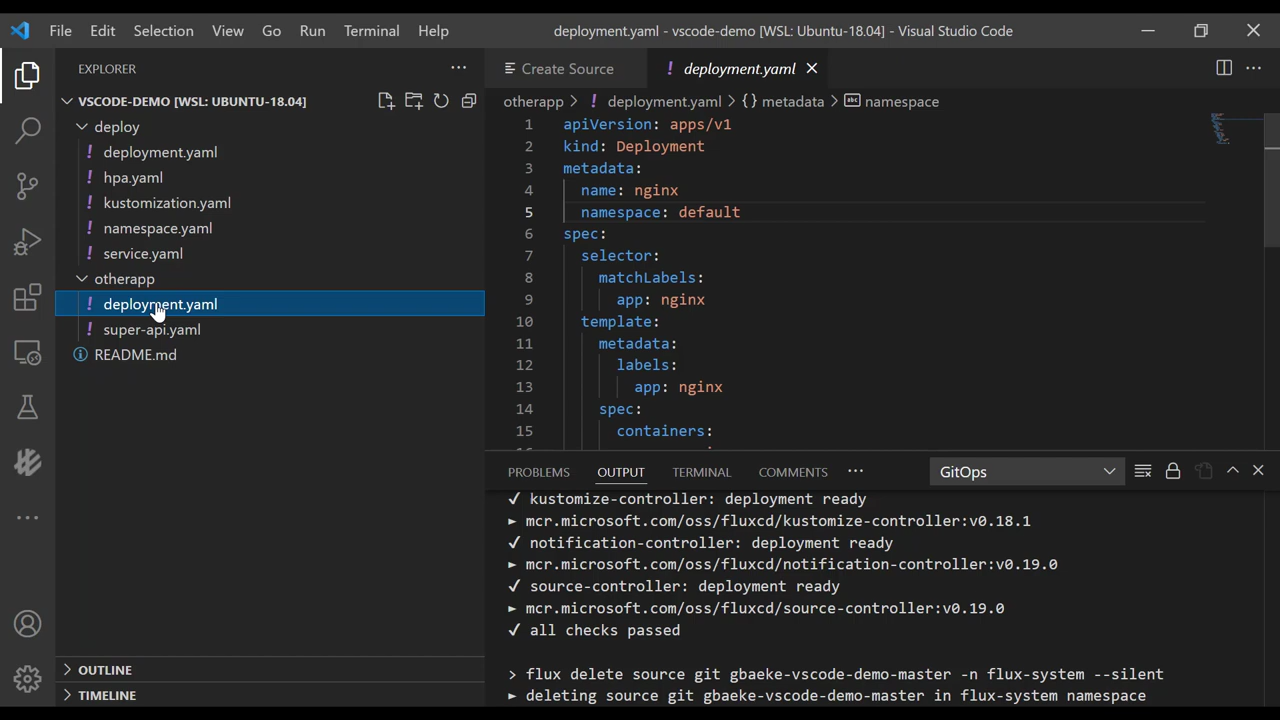 File Edit Selection View Go Run Terminal Help
deployment.yaml - vscode-demo [WSL: Ubuntu-18.04] - Visual Studio Code
EXPLORER
VSCODE-DEMO [WSL: UBUNTU-18.04]
deploy
! deployment.yaml
! hpa.yaml
! kustomization.yaml
! namespace.yaml
! service.yaml
otherapp
! deployment.yaml
! super-api.yaml
README.md
OUTLINE
TIMELINE
Create Source
! deployment.yaml
otherapp > ! deployment.yaml > {} metadata > abc namespace
1 apiVersion: apps/v1
2 kind: Deployment
3 metadata:
4 name: nginx
5 namespace: default
6 spec:
7 selector:
8 matchLabels:
9 app: nginx
10 template:
11 metadata:
12 labels:
13 app: nginx
14 spec:
15 containers:
PROBLEMS OUTPUT TERMINAL COMMENTS
GitOps
✓ kustomize-controller: deployment ready
► mcr.microsoft.com/oss/fluxcd/kustomize-controller:v0.18.1
✓ notification-controller: deployment ready
► mcr.microsoft.com/oss/fluxcd/notification-controller:v0.19.0
✓ source-controller: deployment ready
► mcr.microsoft.com/oss/fluxcd/source-controller:v0.19.0
✓ all checks passed
> flux delete source git gbaeke-vscode-demo-master -n flux-system --silent
► deleting source git gbaeke-vscode-demo-master in flux-system namespace